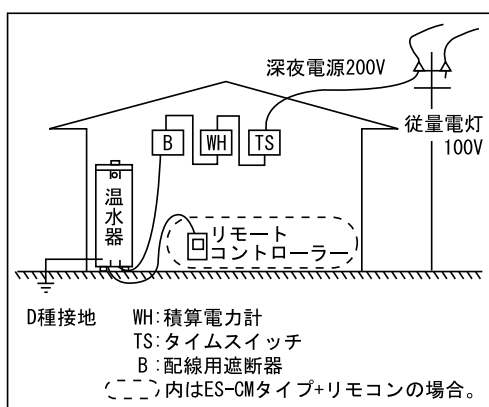 深夜電源200V
従量電灯
100V
B
WH
TS
温水器
リモート
コントローラー
D種接地
WH:積算電力計
TS:タイムスイッチ
B:配線用遮断器
内はES-CMタイプ+リモコンの場合。